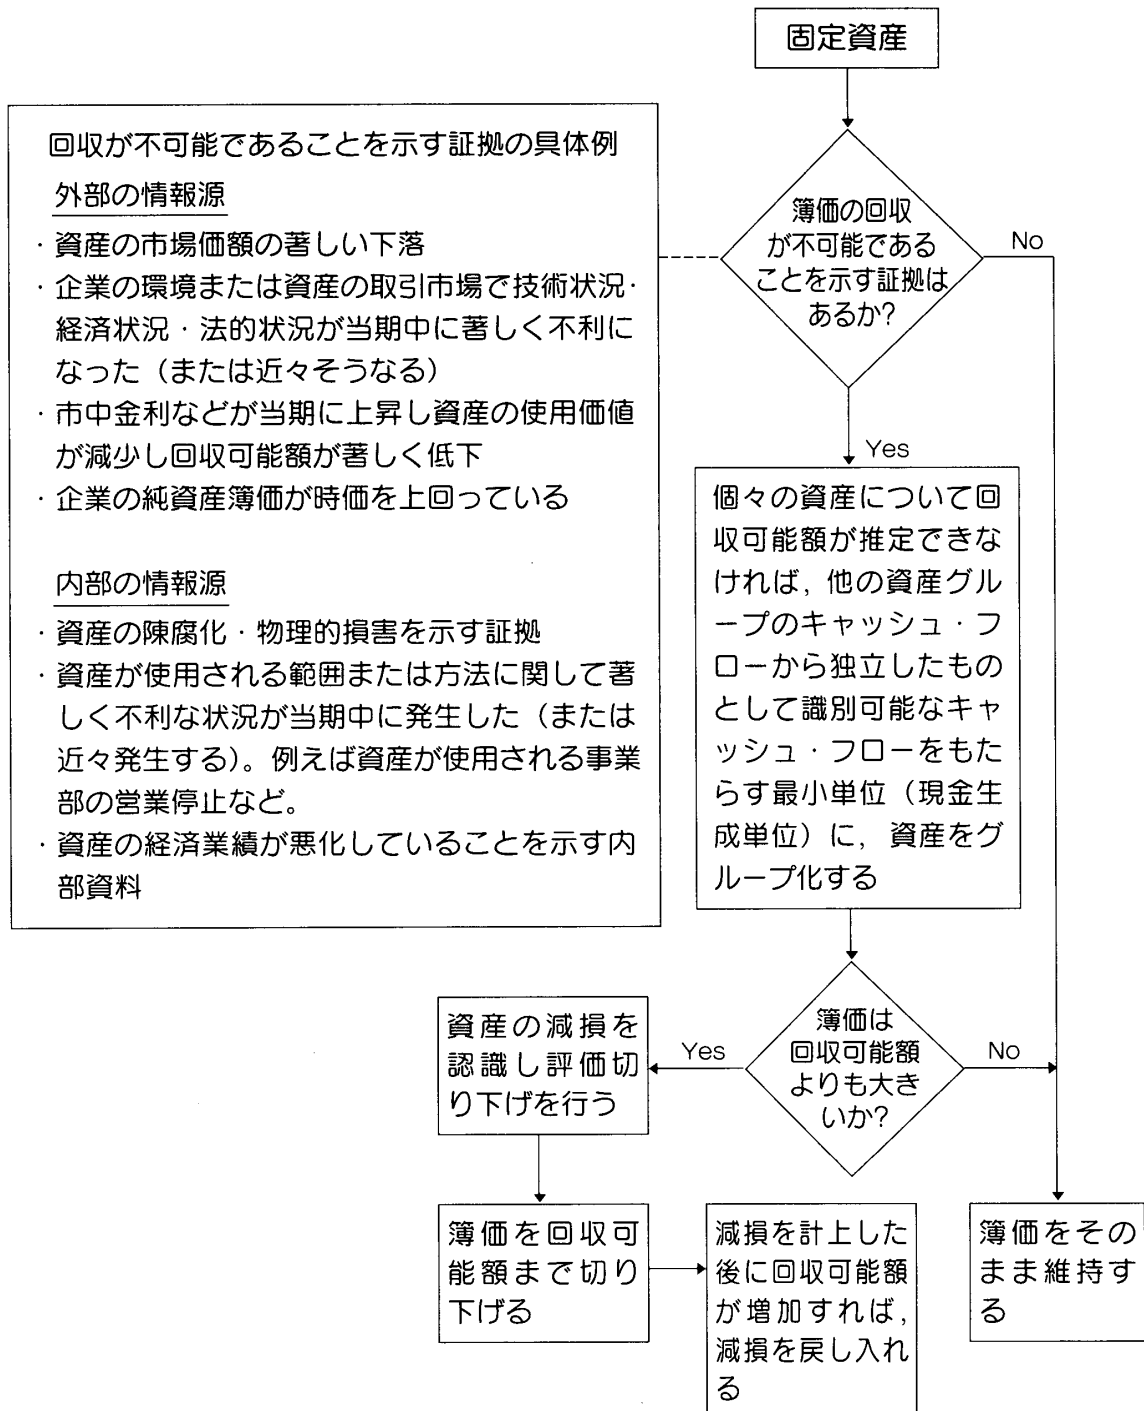 固定資産
回収が不可能であることを示す証拠の具体例
外部の情報源
・資産の市場価額の著しい下落
・企業の環境または資産の取引市場で技術状況・
経済状況・法的状況が当期中に著しく不利に
なった（または近々そうなる）
・市中金利などが当期に上昇し資産の使用価値
が減少し回収可能額が著しく低下
・企業の純資産簿価が時価を上回っている
内部の情報源
・資産の陳腐化・物理的損害を示す証拠
・資産が使用される範囲または方法に関して著
しく不利な状況が当期中に発生した（または
近々発生する）。例えば資産が使用される事業
部の営業停止など。
・資産の経済業績が悪化していることを示す内
部資料
簿価の回収
が不可能である
ことを示す証拠は
あるか？
No
Yes
個々の資産について回
収可能額が推定できな
ければ，他の資産グル
ープのキャッシュ・フ
ローから独立したもの
として識別可能なキャ
ッシュ・フローをもた
らす最小単位（現金生
成単位）に，資産をグ
ループ化する
簿価は
回収可能額
よりも大き
いか？
Yes
No
資産の減損を
認識し評価切
り下げを行う
簿価を回収可
能額まで切り
下げる
減損を計上した
後に回収可能額
が増加すれば，
減損を戻し入れ
る
簿価をその
まま維持す
る